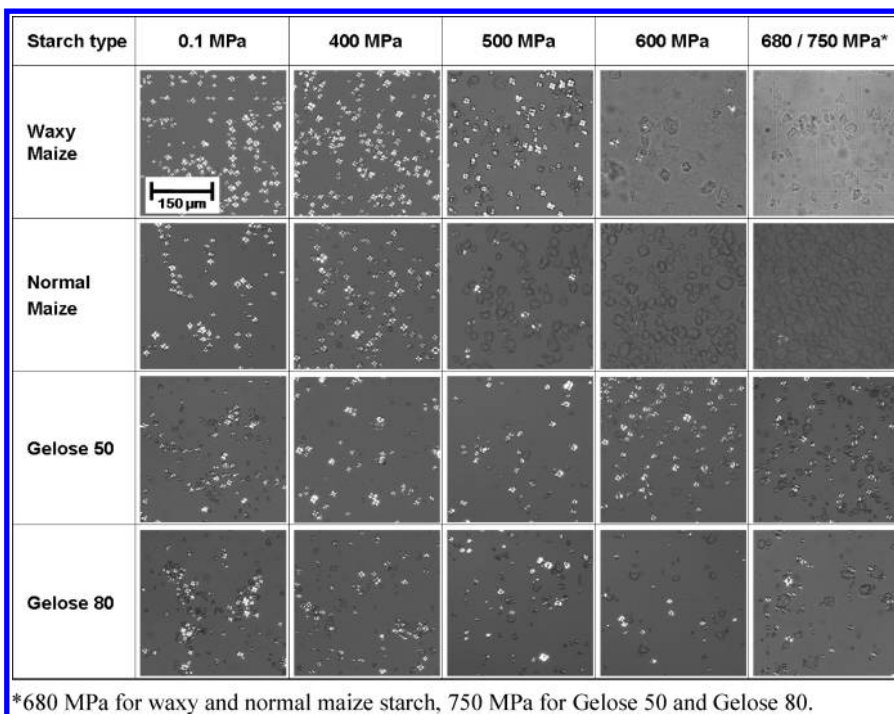 Starch type 0.1 MPa 400 MPa 500 MPa 600 MPa 680 / 750 MPa*
Waxy
Maize
150 µm
Normal
Maize
Gelose 50
Gelose 80
*680 MPa for waxy and normal maize starch, 750 MPa for Gelose 50 and Gelose 80.